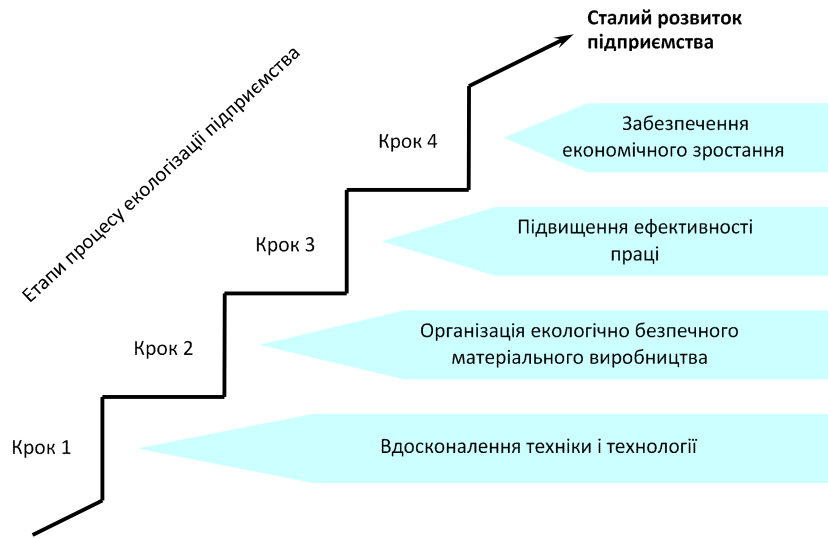 Сталий розвиток
підприємства
Етапи процесу екологізації підприємства
Крок 4
Забезпечення
економічного зростання
Крок 3
Підвищення ефективності
праці
Крок 2
Організація екологічно безпечного
матеріального виробництва
Крок 1
Вдосконалення техніки і технології